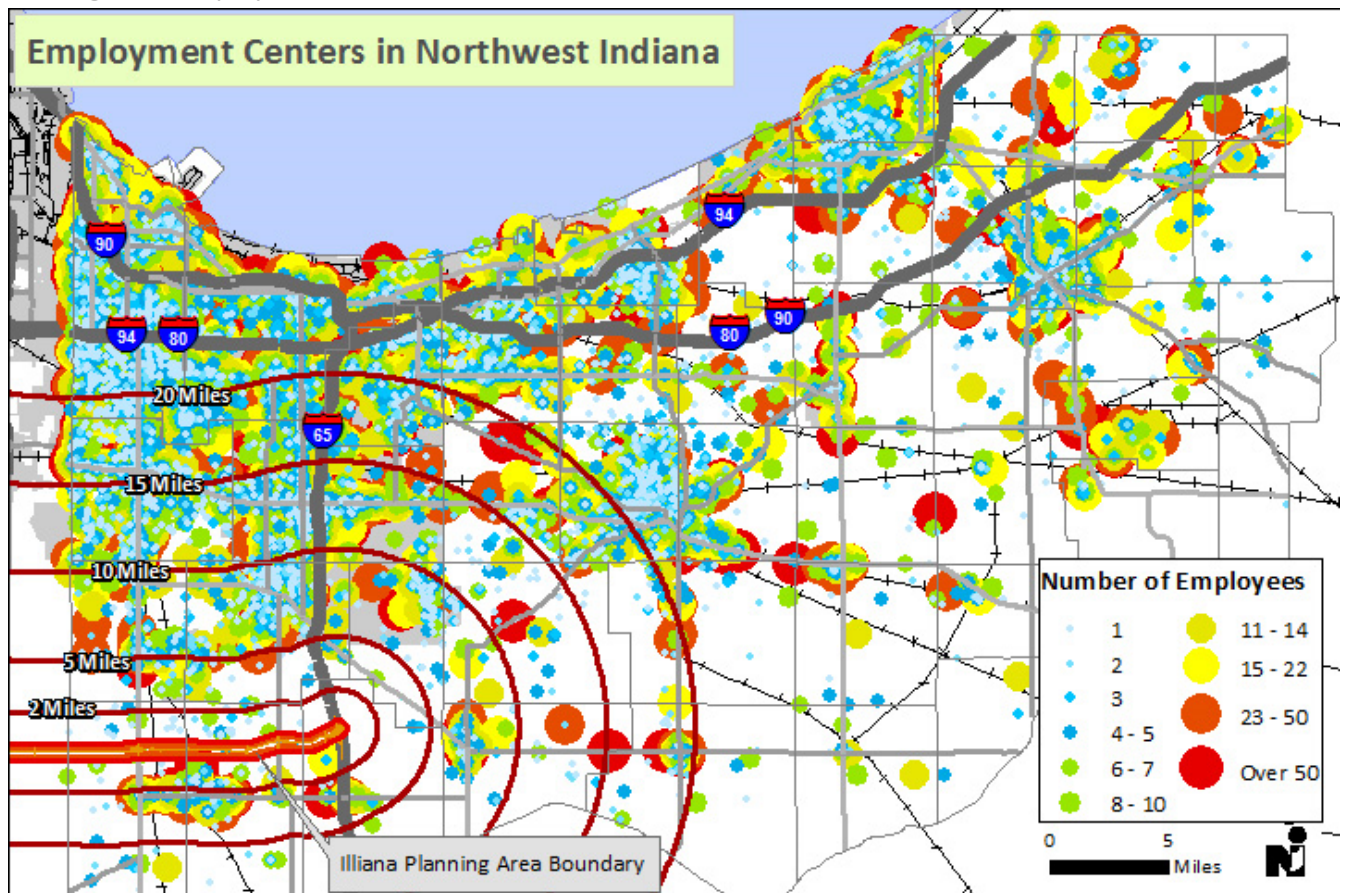 Employment Centers in Northwest Indiana
90
94
94
80
90
80
65
20 Miles
15 Miles
10 Miles
5 Miles
2 Miles
Number of Employees
1
2
3
4 - 5
6 - 7
8 - 10
11 - 14
15 - 22
23 - 50
Over 50
0
5
Miles
Illiana Planning Area Boundary